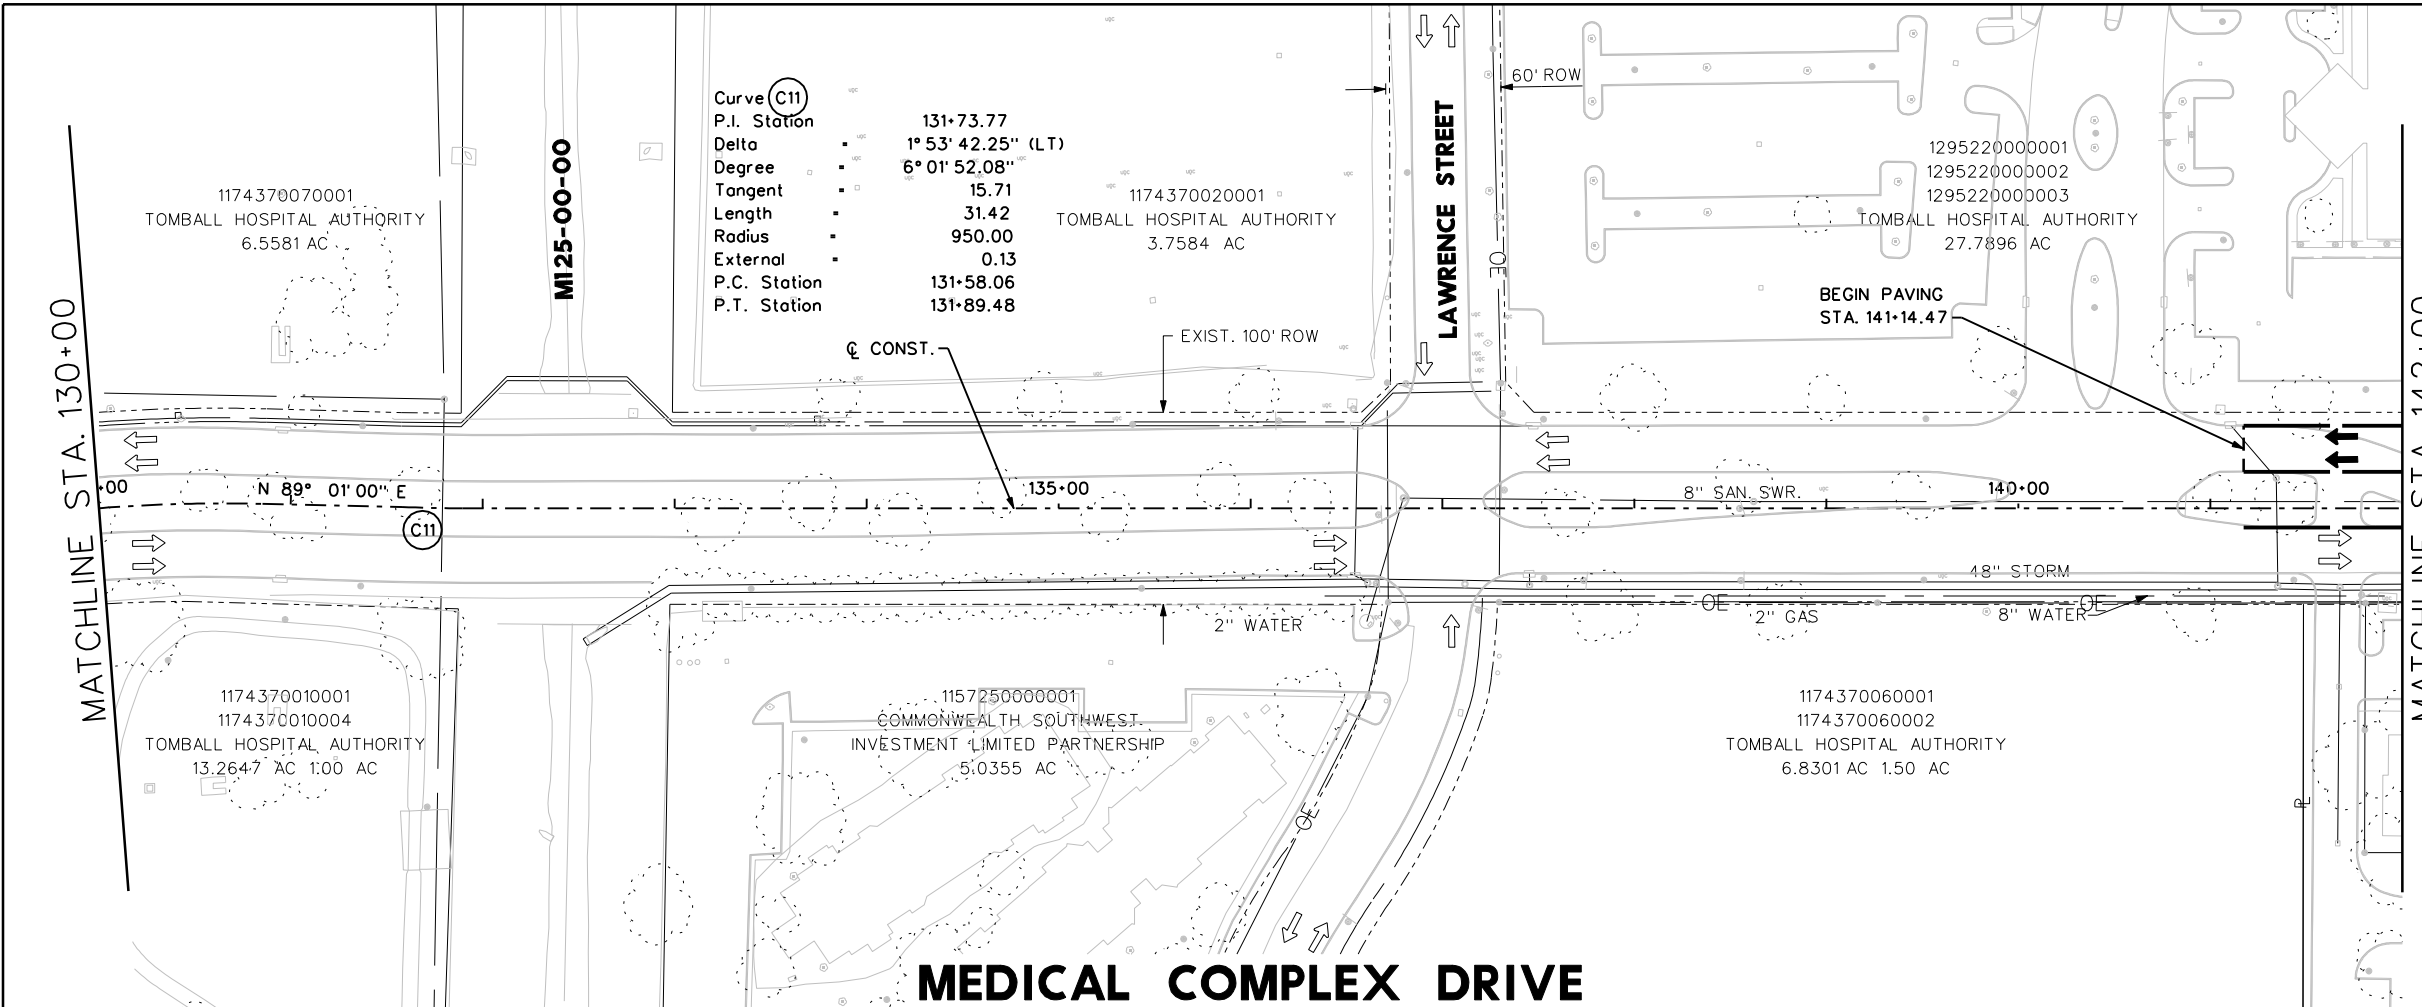 MATCHLINE STA. 130+00
1174370070001
TOMBALL HOSPITAL AUTHORITY
6.5581 AC
M125-00-00
Curve C11
P.I. Station 131+73.77
Delta = 1° 53' 42.25" (LT)
Degree = 6° 01' 52.08"
Tangent = 15.71
Length = 31.42
Radius = 950.00
External = 0.13
P.C. Station 131+58.06
P.T. Station 131+89.48
℄ CONST.
1174370020001
TOMBALL HOSPITAL AUTHORITY
3.7584 AC
EXIST. 100' ROW
LAWRENCE STREET
60' ROW
OE
1295220000001
1295220000002
1295220000003
TOMBALL HOSPITAL AUTHORITY
27.7896 AC
BEGIN PAVING
STA. 141+14.47
+00
N 89° 01' 00" E
C11
135+00
8" SAN. SWR.
140+00
48" STORM
2" WATER
OE
2" GAS
8" WATER
OE
1174370010001
1174370010004
TOMBALL HOSPITAL AUTHORITY
13.2647 AC 1.00 AC
1157250000001
COMMONWEALTH SOUTHWEST
INVESTMENT LIMITED PARTNERSHIP
5.0355 AC
OE
1174370060001
1174370060002
TOMBALL HOSPITAL AUTHORITY
6.8301 AC 1.50 AC
MEDICAL COMPLEX DRIVE